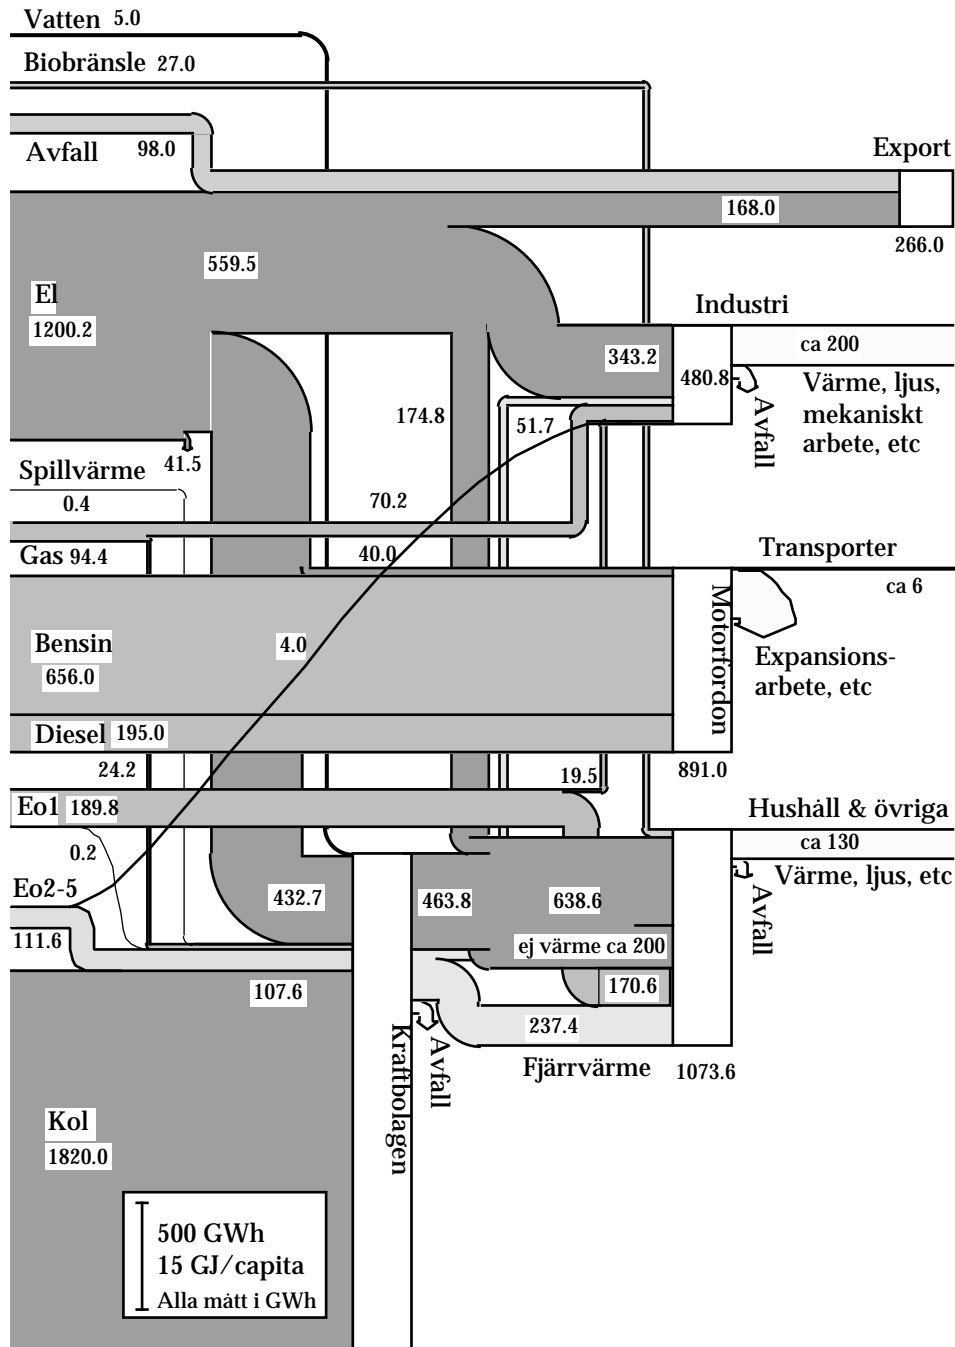 Vatten 5.0
Biobränsle 27.0
Avfall 98.0
Export
168.0
266.0
559.5
El
1200.2
Industri
ca 200
343.2
480.8
Värme, ljus,
mekaniskt
arbete, etc
Avfall
174.8
51.7
41.5
Spillvärme
0.4
70.2
Gas 94.4
40.0
Transporter
ca 6
Motorfordon
Bensin
656.0
4.0
Expansions-
arbete, etc
Diesel 195.0
24.2
19.5
891.0
Eo1 189.8
Hushåll & övriga
ca 130
0.2
Värme, ljus, etc
Avfall
Eo2-5
111.6
432.7
463.8
638.6
ej värme ca 200
107.6
170.6
237.4
Fjärrvärme
1073.6
Avfall
Kraftbolagen
Kol
1820.0
500 GWh
15 GJ/capita
Alla mått i GWh